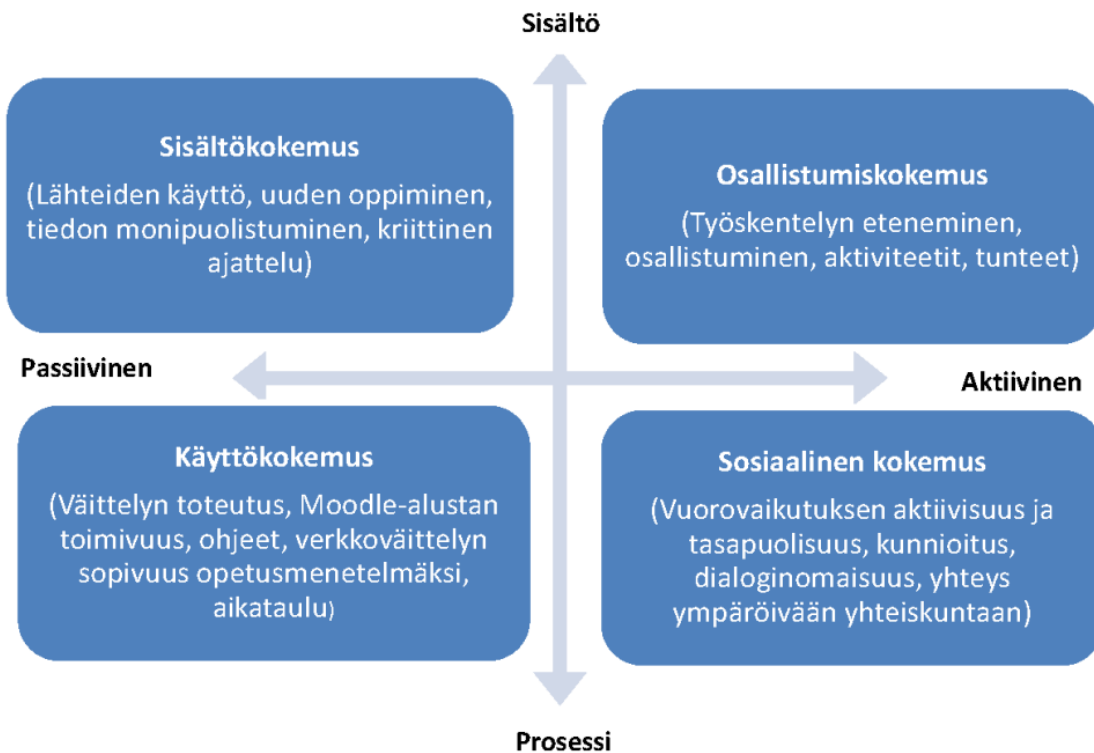 Sisältö
Sisältökokemus
(Lähteiden käyttö, uuden oppiminen,
tiedon monipuolistuminen, kriittinen
ajattelu)
Osallistumiskokemus
(Työskentelyn eteneminen,
osallistuminen, aktiviteetit, tunteet)
Passiivinen
Aktiivinen
Käyttökokemus
(Väittelyn toteutus, Moodle-alustan
toimivuus, ohjeet, verkkoväittelyn
sopivuus opetusmenetelmäksi,
aikataulu)
Sosiaalinen kokemus
(Vuorovaikutuksen aktiivisuus ja
tasapuolisuus, kunnioitus,
dialoginomaisuus, yhteys
ympäröivään yhteiskuntaan)
Prosessi